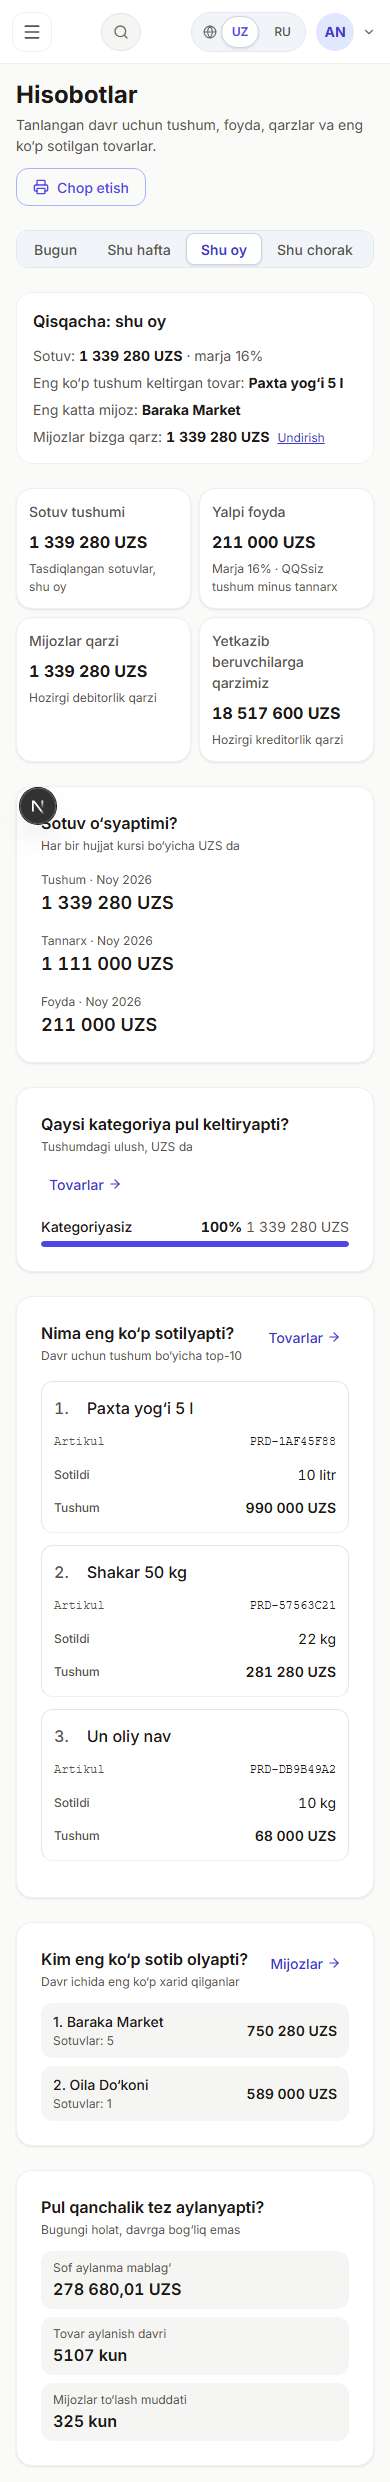 UZ RU AN
Hisobotlar
Tanlangan davr uchun tushum, foyda, qarzlar va eng
ko‘p sotilgan tovarlar.
Chop etish
Bugun Shu hafta Shu oy Shu chorak
Qisqacha: shu oy
Sotuv: 1 339 280 UZS · marja 16%
Eng ko‘p tushum keltirgan tovar: Paxta yog‘i 5 l
Eng katta mijoz: Baraka Market
Mijozlar bizga qarz: 1 339 280 UZS Undirish
Sotuv tushumi
1 339 280 UZS
Tasdiqlangan sotuvlar,
shu oy
Yalpi foyda
211 000 UZS
Marja 16% · QQSsiz
tushum minus tannarx
Mijozlar qarzi
1 339 280 UZS
Hozirgi debitorlik qarzi
Yetkazib
beruvchilarga
qarzimiz
18 517 600 UZS
Hozirgi kreditorlik qarzi
N
Sotuv o‘syaptimi?
Har bir hujjat kursi bo‘yicha UZS da
Tushum · Noy 2026
1 339 280 UZS
Tannarx · Noy 2026
1 111 000 UZS
Foyda · Noy 2026
211 000 UZS
Qaysi kategoriya pul keltiryapti?
Tushumdagi ulush, UZS da
Tovarlar →
Kategoriyasiz 100% 1 339 280 UZS
Nima eng ko‘p sotilyapti? Tovarlar →
Davr uchun tushum bo‘yicha top-10
1. Paxta yog‘i 5 l
Artikul PRD-1AF45F88
Sotildi 10 litr
Tushum 990 000 UZS
2. Shakar 50 kg
Artikul PRD-57563C21
Sotildi 22 kg
Tushum 281 280 UZS
3. Un oliy nav
Artikul PRD-DB9B49A2
Sotildi 10 kg
Tushum 68 000 UZS
Kim eng ko‘p sotib olyapti? Mijozlar →
Davr ichida eng ko‘p xarid qilganlar
1. Baraka Market 750 280 UZS
Sotuvlar: 5
2. Oila Do‘koni 589 000 UZS
Sotuvlar: 1
Pul qanchalik tez aylanyapti?
Bugungi holat, davrga bog‘liq emas
Sof aylanma mablag‘
278 680,01 UZS
Tovar aylanish davri
5107 kun
Mijozlar to‘lash muddati
325 kun